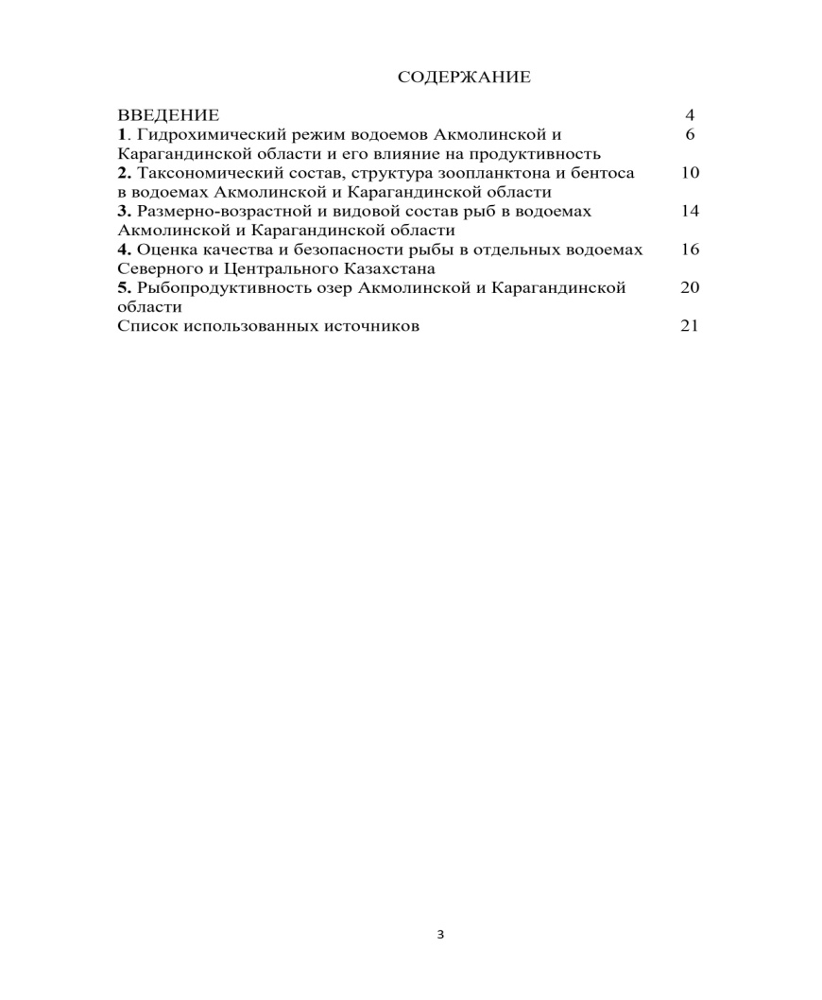 СОДЕРЖАНИЕ
ВВЕДЕНИЕ 4
1. Гидрохимический режим водоемов Акмолинской и 6
Карагандинской области и его влияние на продуктивность
2. Таксономический состав, структура зоопланктона и бентоса 10
в водоемах Акмолинской и Карагандинской области
3. Размерно-возрастной и видовой состав рыб в водоемах 14
Акмолинской и Карагандинской области
4. Оценка качества и безопасности рыбы в отдельных водоемах 16
Северного и Центрального Казахстана
5. Рыбопродуктивность озер Акмолинской и Карагандинской 20
области
Список использованных источников 21
3